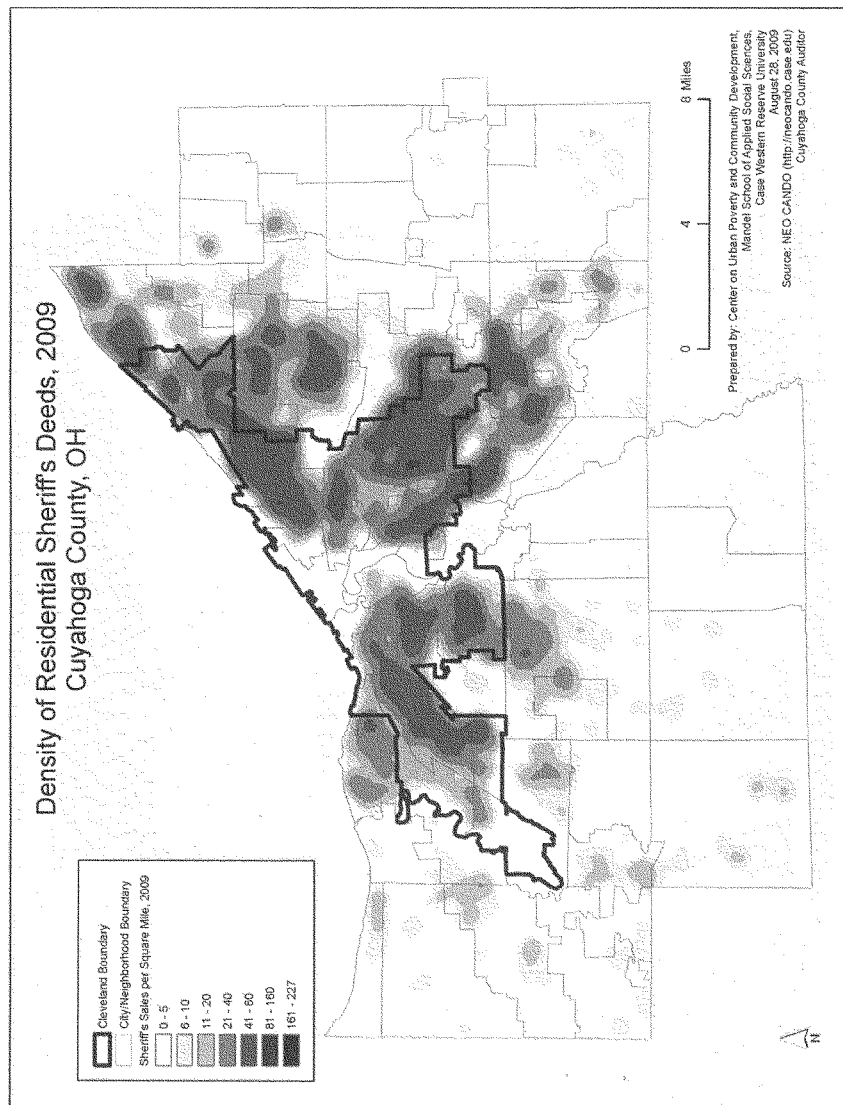 Density of Residential Sheriff's Deeds, 2009
Cuyahoga County, OH
Cleveland Boundary
City/Neighborhood Boundary
Sheriff's Sales per Square Mile, 2009
0 - 5
6 - 10
11 - 20
21 - 40
41 - 60
81 - 160
161 - 227
N
0 4 8 Miles
Prepared by: Center on Urban Poverty and Community Development,
Mandel School of Applied Social Sciences,
Case Western Reserve University
August 28, 2009
Source: NEO CANDO (http://neocando.case.edu)
Cuyahoga County Auditor